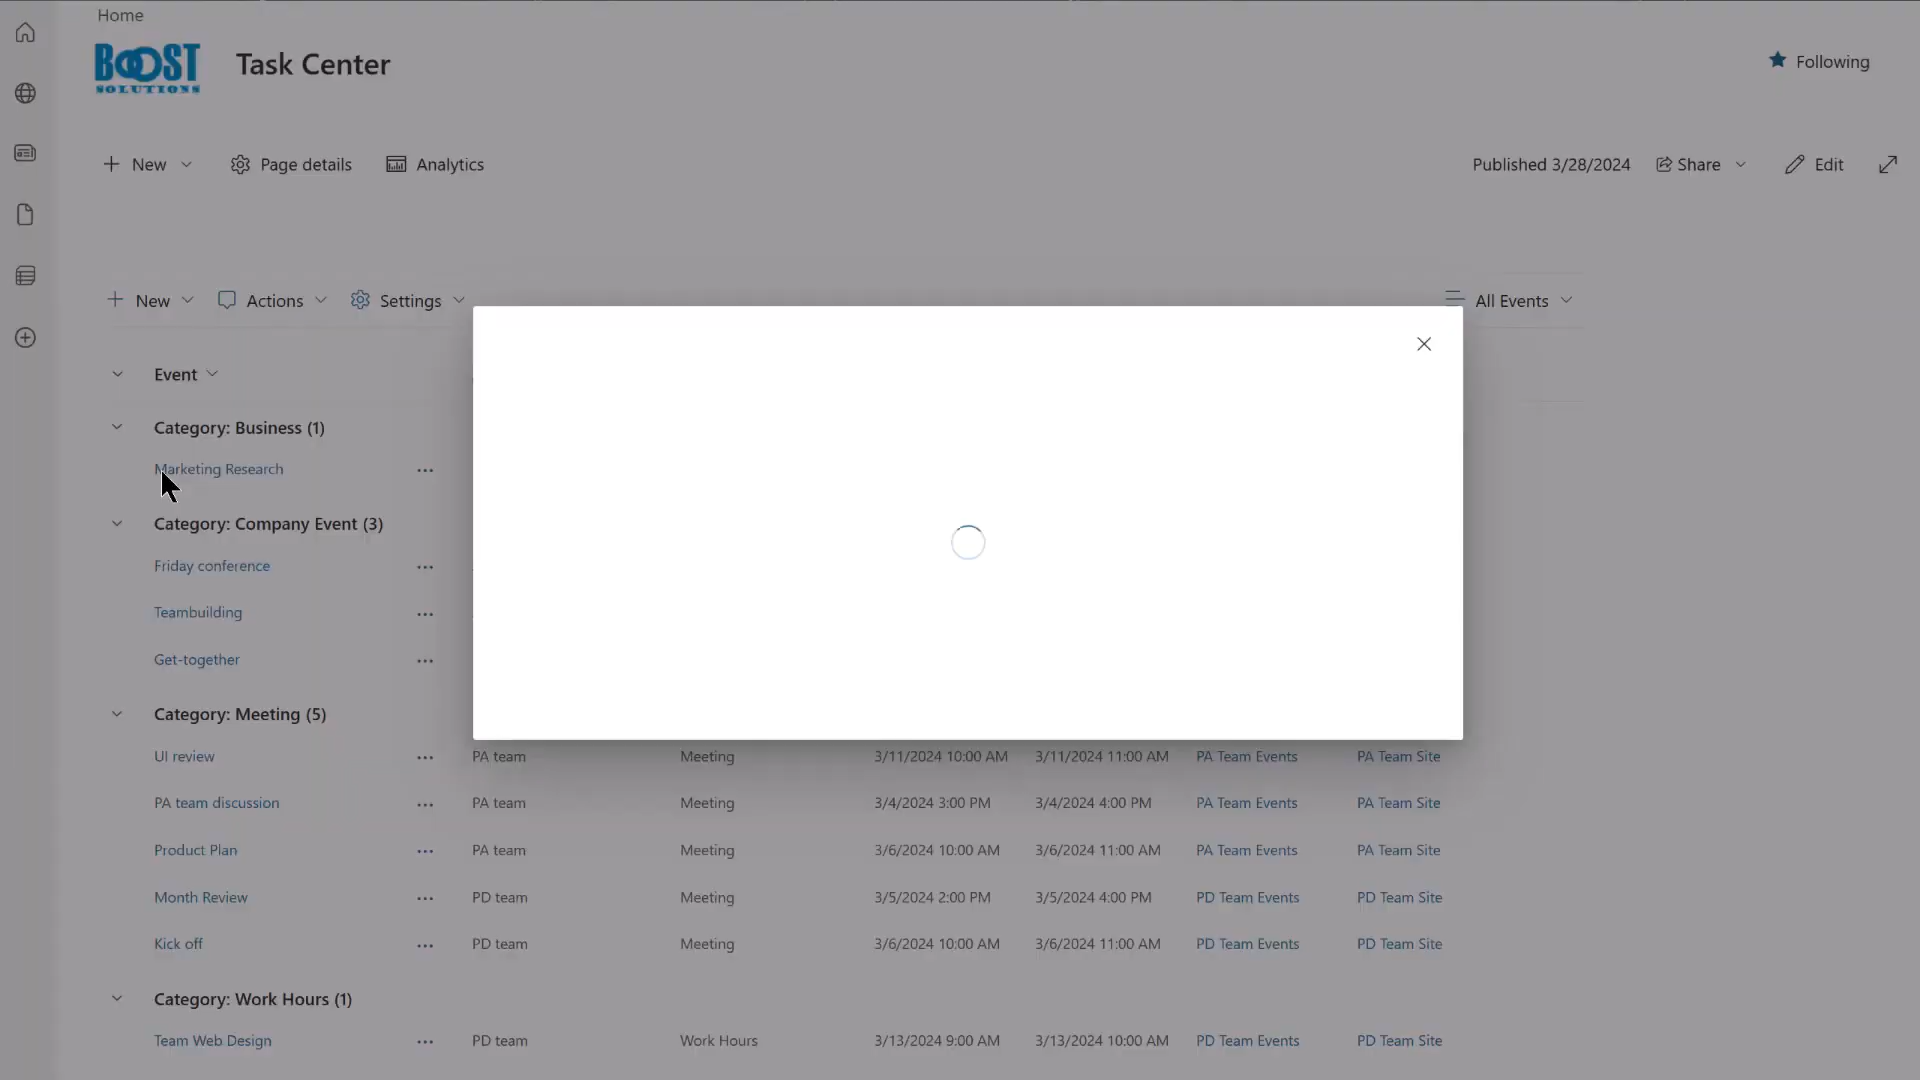 Home
BOOST
SOLUTIONS
Task Center
Following
New
Page details
Analytics
Published 3/28/2024
Share
Edit
New
Actions
Settings
All Events
Event
Category: Business (1)
Marketing Research
Category: Company Event (3)
Friday conference
Teambuilding
Get-together
Category: Meeting (5)
UI review PA team Meeting 3/11/2024 10:00 AM 3/11/2024 11:00 AM PA Team Events PA Team Site
PA team discussion PA team Meeting 3/4/2024 3:00 PM 3/4/2024 4:00 PM PA Team Events PA Team Site
Product Plan PA team Meeting 3/6/2024 10:00 AM 3/6/2024 11:00 AM PA Team Events PA Team Site
Month Review PD team Meeting 3/5/2024 2:00 PM 3/5/2024 4:00 PM PD Team Events PD Team Site
Kick off PD team Meeting 3/6/2024 10:00 AM 3/6/2024 11:00 AM PD Team Events PD Team Site
Category: Work Hours (1)
Team Web Design PD team Work Hours 3/13/2024 9:00 AM 3/13/2024 10:00 AM PD Team Events PD Team Site